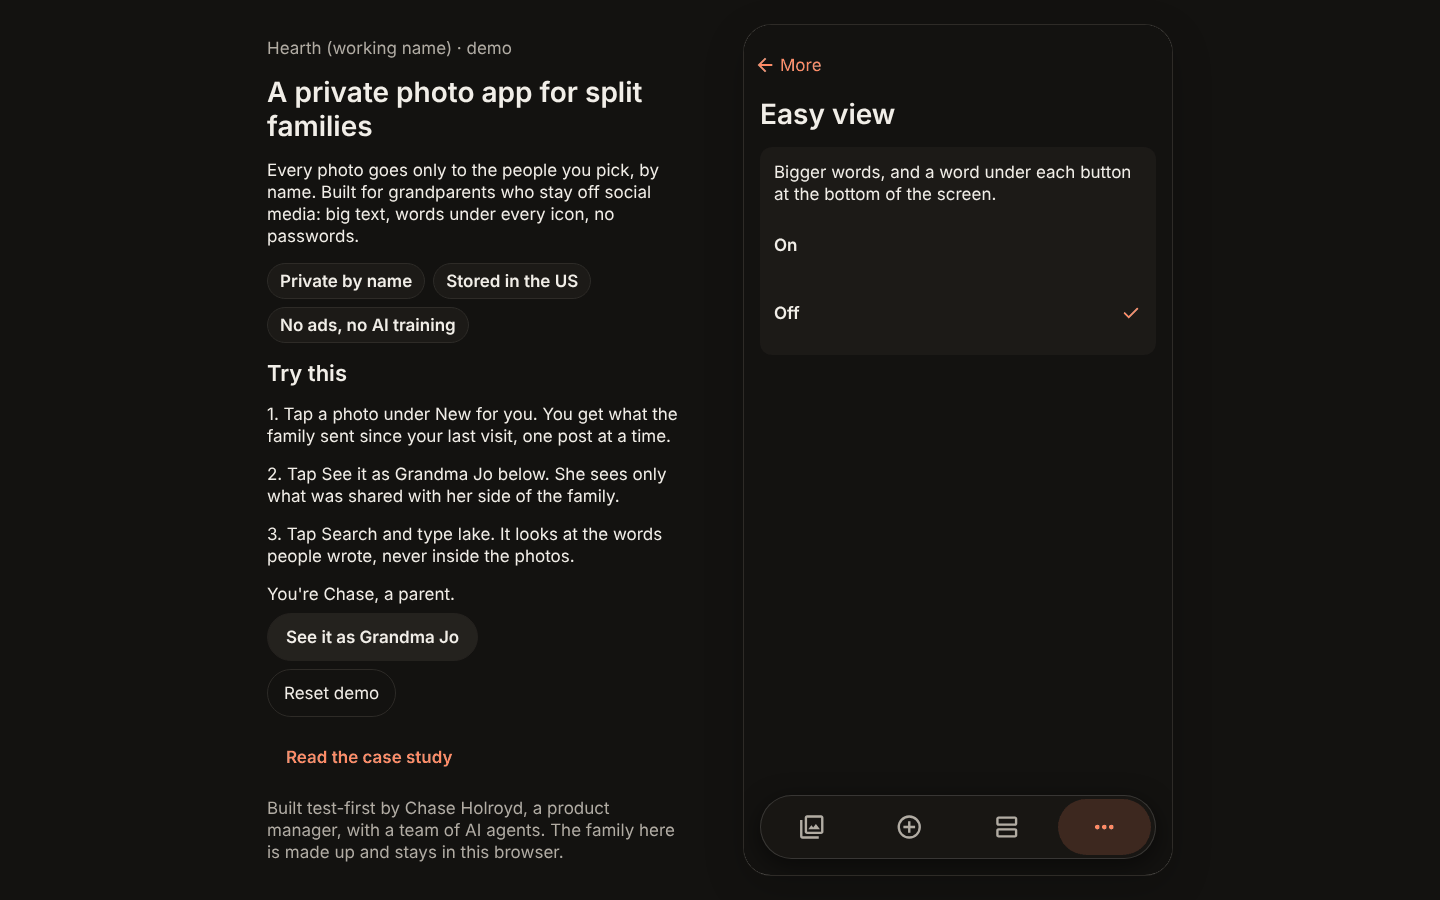 Hearth (working name) · demo
A private photo app for split
families
Every photo goes only to the people you pick, by
name. Built for grandparents who stay off social
media: big text, words under every icon, no
passwords.
Private by name
Stored in the US
No ads, no AI training
Try this
1. Tap a photo under New for you. You get what the
family sent since your last visit, one post at a time.
2. Tap See it as Grandma Jo below. She sees only
what was shared with her side of the family.
3. Tap Search and type lake. It looks at the words
people wrote, never inside the photos.
You're Chase, a parent.
See it as Grandma Jo
Reset demo
Read the case study
Built test-first by Chase Holroyd, a product
manager, with a team of AI agents. The family here
is made up and stays in this browser.
More
Easy view
Bigger words, and a word under each button
at the bottom of the screen.
On
Off